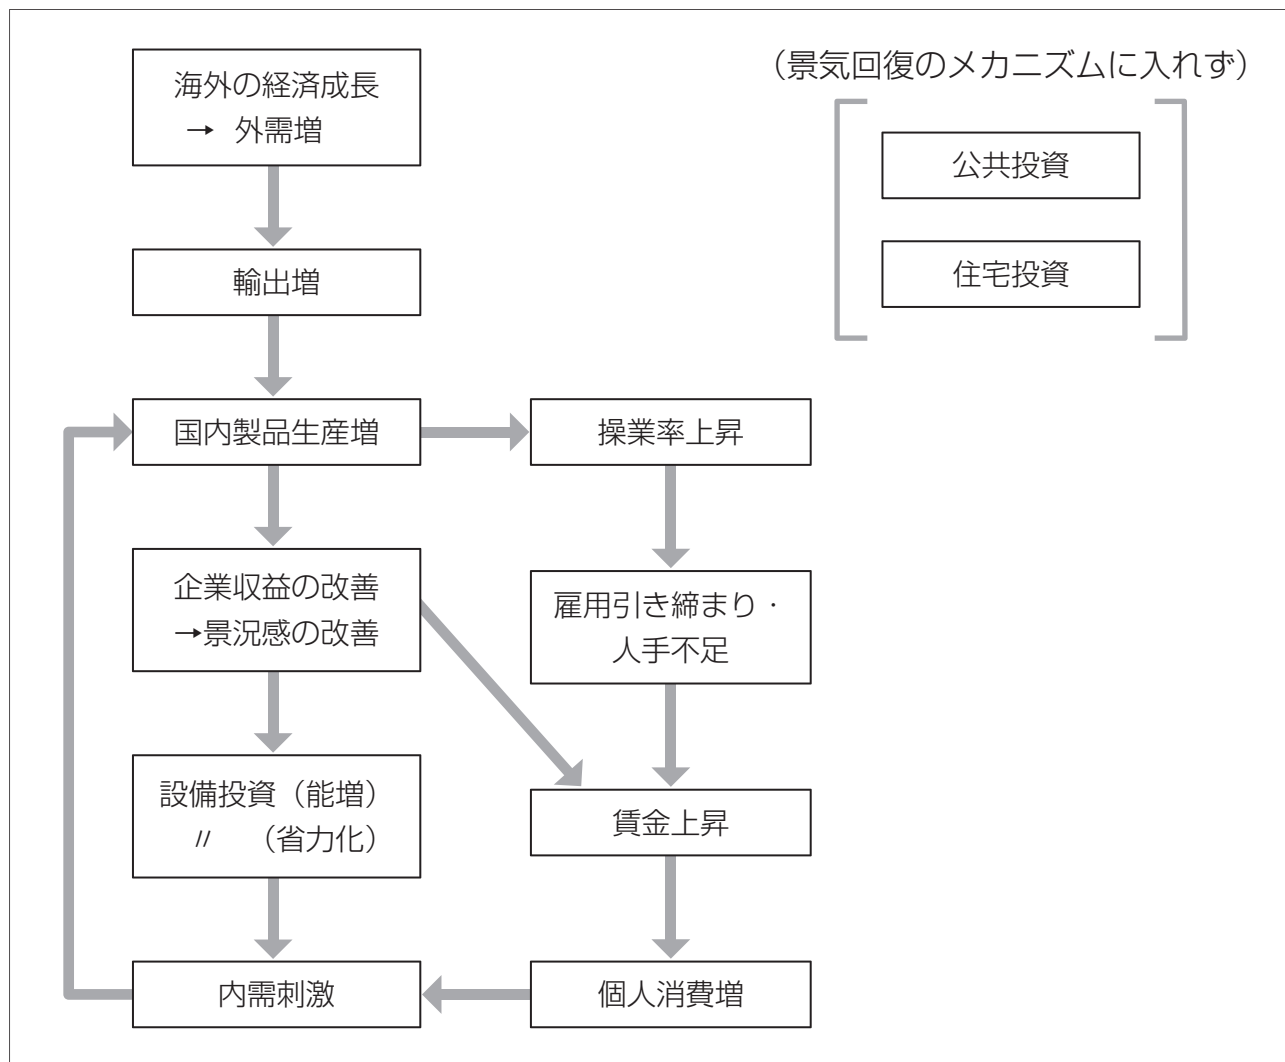 海外の経済成長
→ 外需増
輸出増
国内製品生産増
企業収益の改善
→景況感の改善
設備投資（能増）
〃 （省力化）
内需刺激
操業率上昇
雇用引き締まり・
人手不足
賃金上昇
個人消費増
（景気回復のメカニズムに入れず）
公共投資
住宅投資